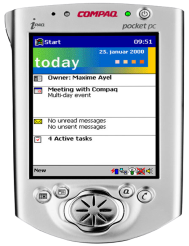 COMPAQ
iPAQ
pocket pc
Start 09:51
25. januar 2000
today
Owner: Maxime Ayel
Meeting with Compaq
Multi-day event
No unread messages
No unsent messages
4 Active tasks
New